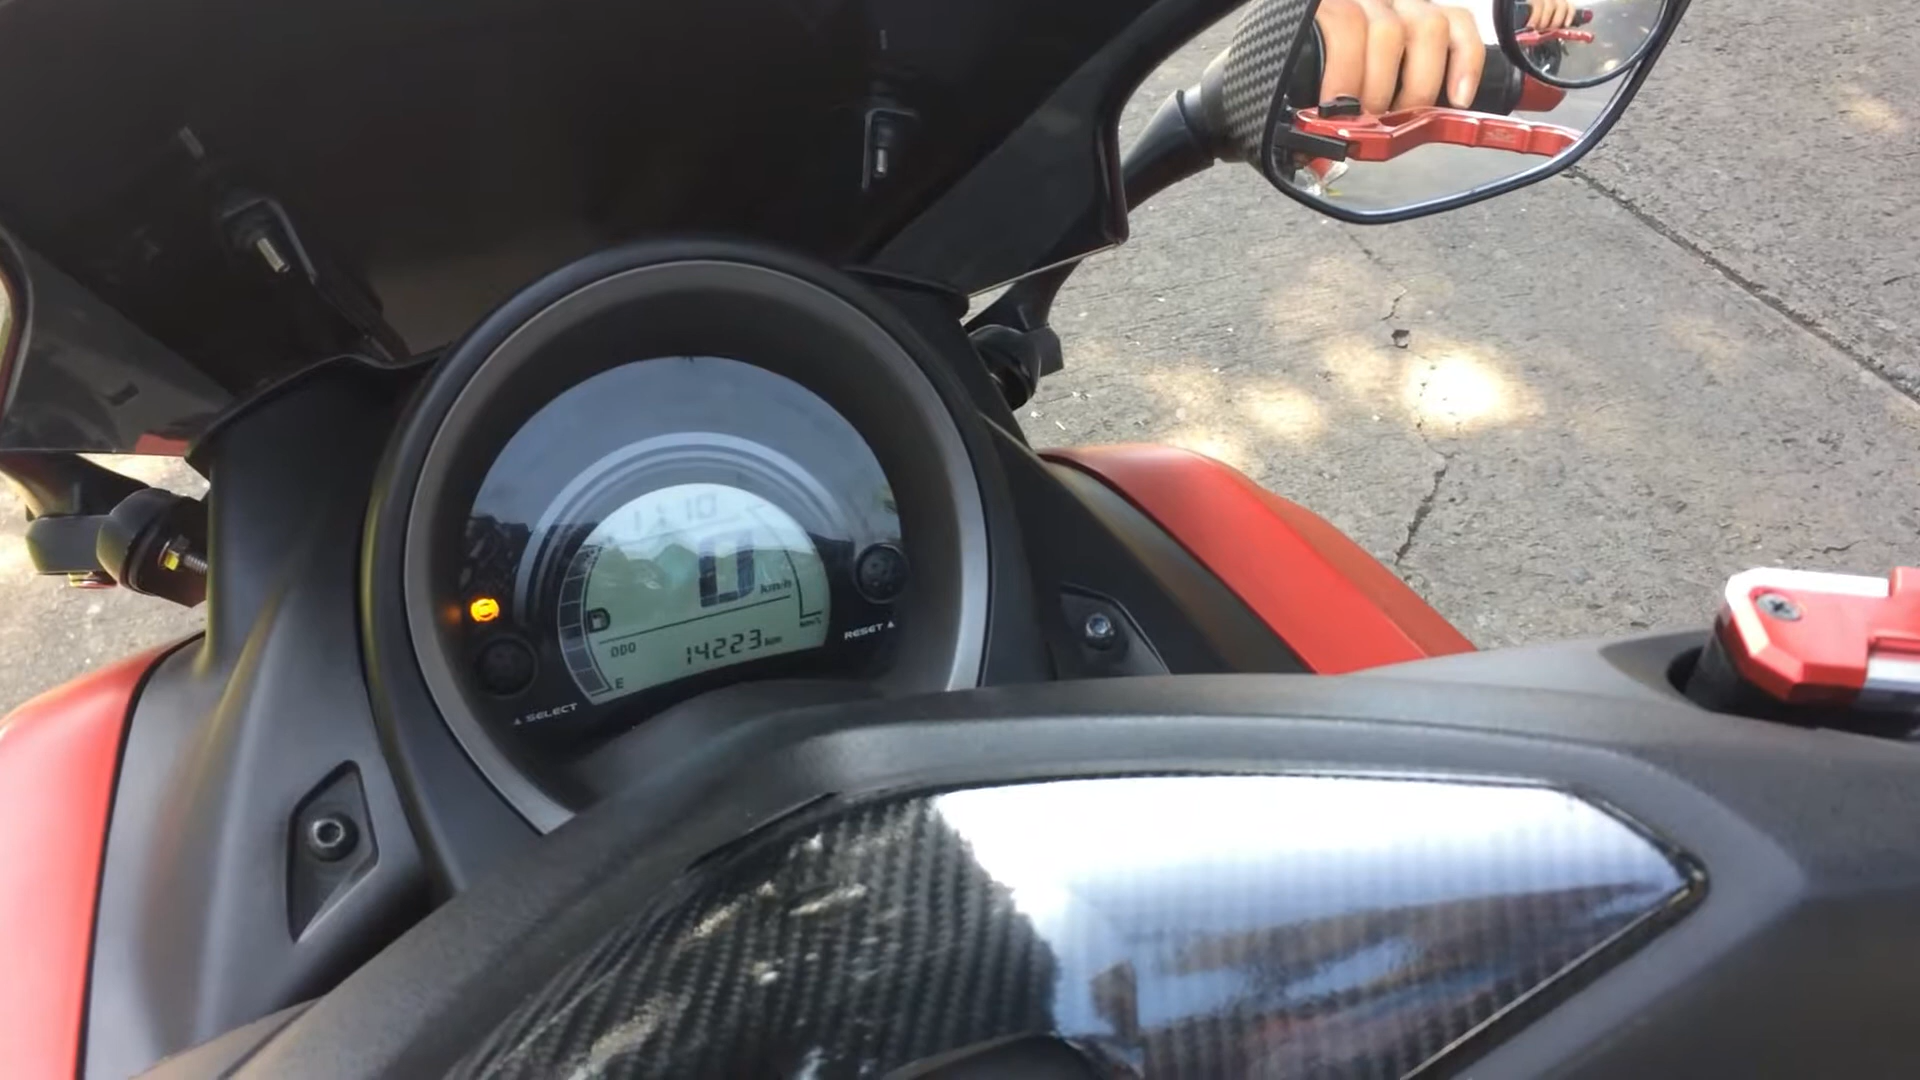 11:10
0 km/h
ODO 14223 km
E
▲ SELECT
RESET ▲